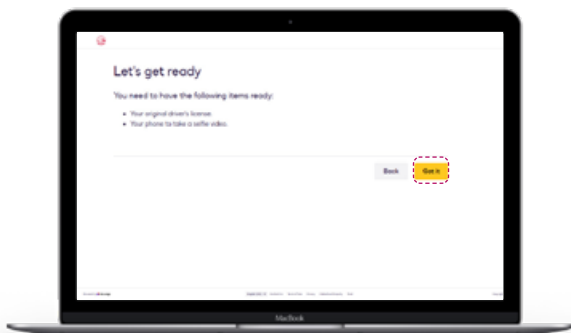 Let's get ready
You need to have the following items ready:
Your original driver's license.
Your phone to take a selfie video.
Back
Got it
MacBook